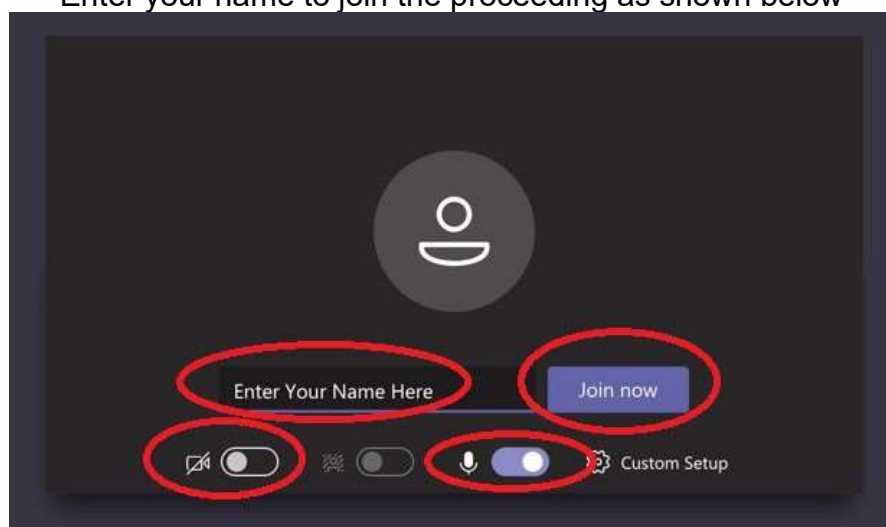 Enter your name to join the proceeding as shown below
Enter Your Name Here
Join now
Custom Setup